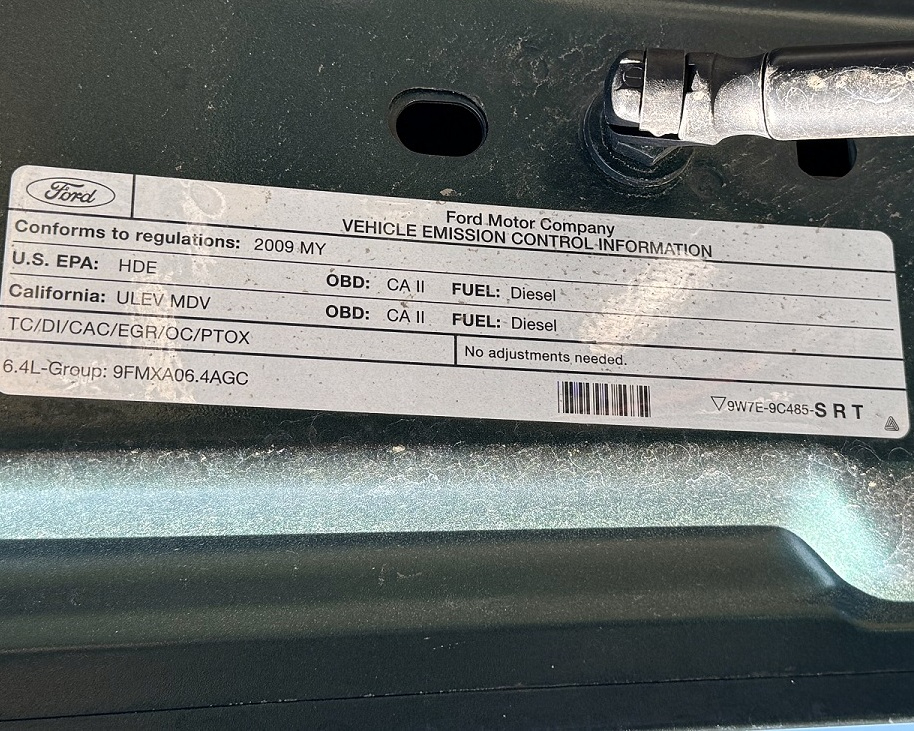 Ford
Ford Motor Company
VEHICLE EMISSION CONTROL INFORMATION
Conforms to regulations: 2009 MY
U.S. EPA: HDE OBD: CA II FUEL: Diesel
California: ULEV MDV OBD: CA II FUEL: Diesel
TC/DI/CAC/EGR/OC/PTOX No adjustments needed.
6.4L-Group: 9FMXA06.4AGC ▽9W7E-9C485-SRT